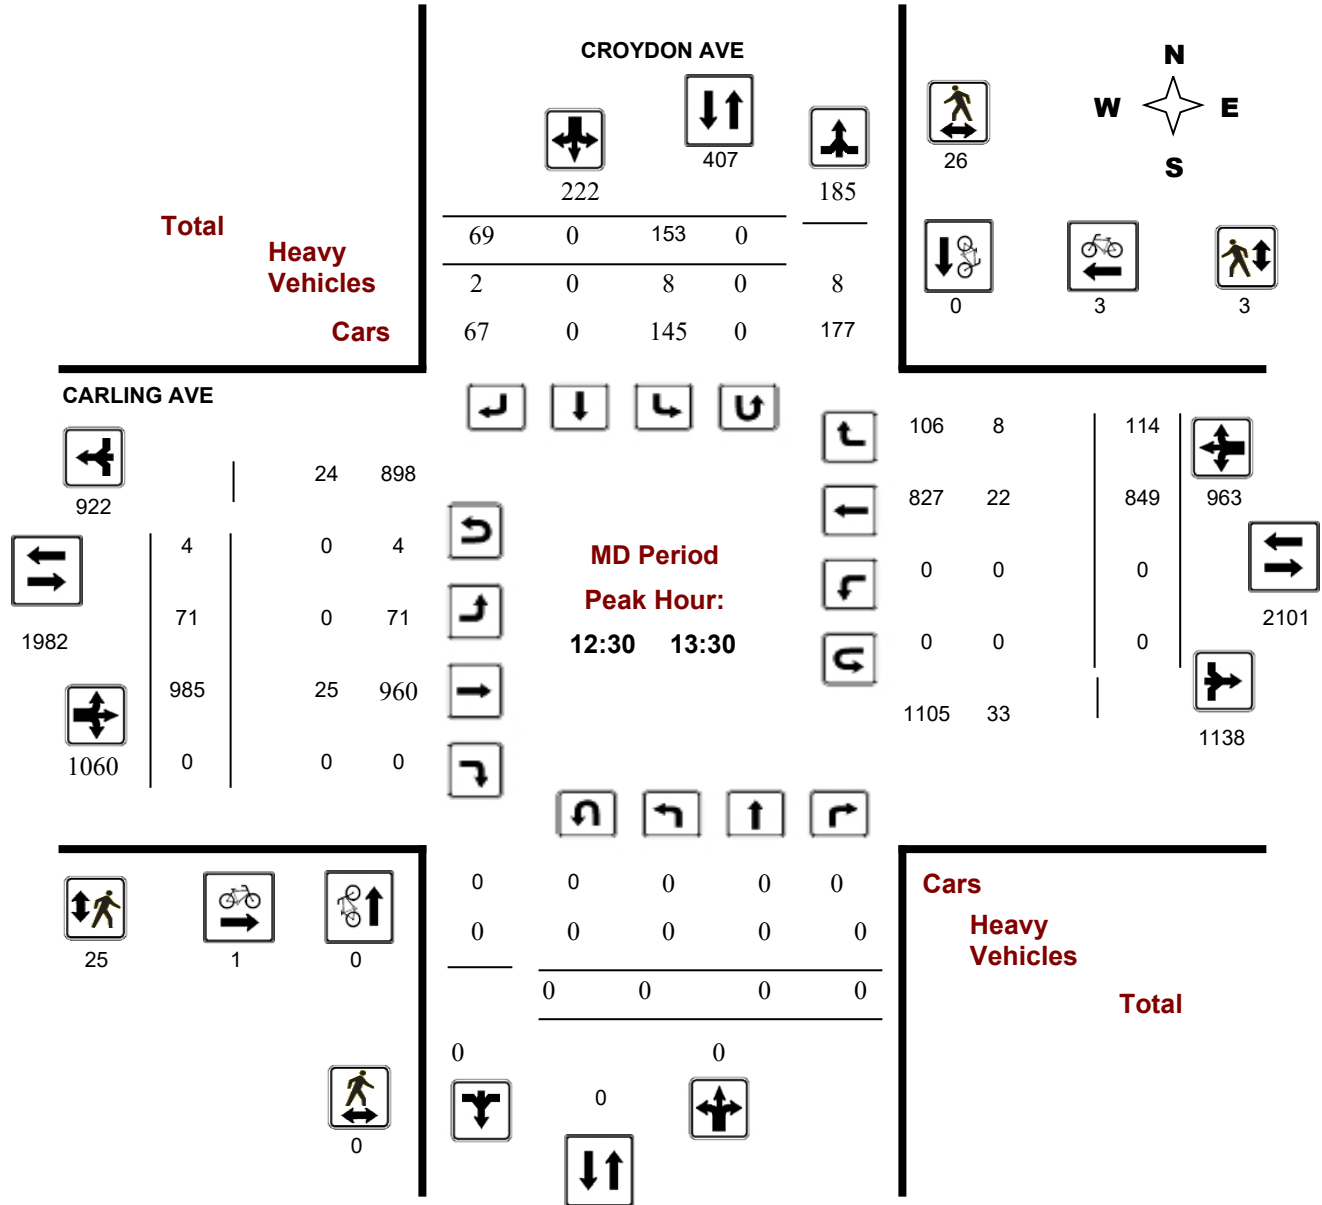 CROYDON AVE
N
W E
S
407
26
222 185
Total
69 0 153 0
Heavy
Vehicles
2 0 8 0 8
0 3 3
Cars
67 0 145 0 177
CARLING AVE
106 8 114
24 898
922
827 22 849 963
4 0 4
MD Period
0 0 0
Peak Hour:
71 0 71
2101
1982
12:30 13:30
0 0 0
985 25 960
1105 33
1138
1060 0 0 0
0 0 0 0 0
Cars
0 0 0 0 0
Heavy
Vehicles
25 1 0
0 0 0 0
Total
0 0
0
0